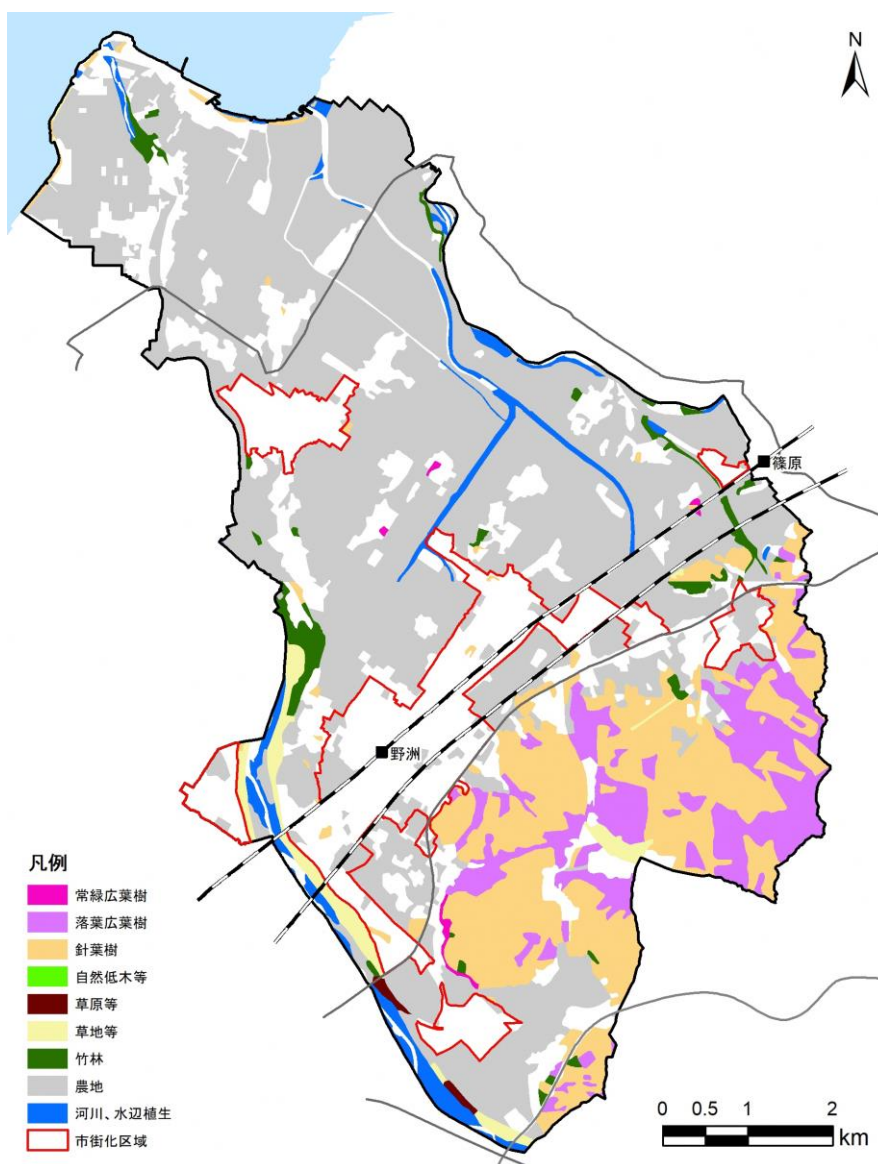 N
篠原
野洲
凡例
常緑広葉樹
落葉広葉樹
針葉樹
自然低木等
草原等
草地等
竹林
農地
河川、水辺植生
市街化区域
0 0.5 1 2
km